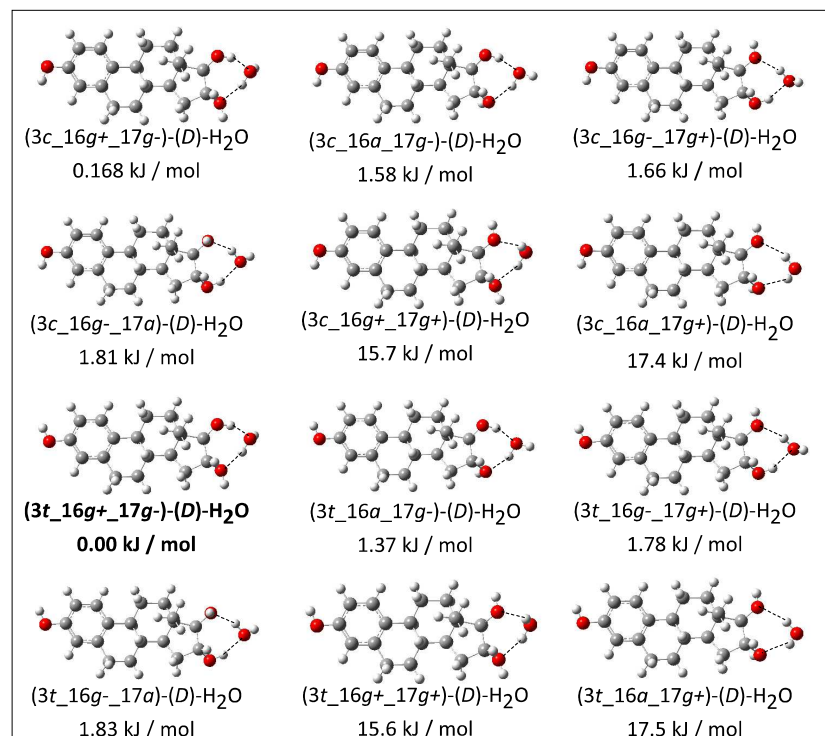 (3c_16g+_17g-)-(D)-H₂O
0.168 kJ / mol
(3c_16a_17g-)-(D)-H₂O
1.58 kJ / mol
(3c_16g-_17g+)-(D)-H₂O
1.66 kJ / mol
(3c_16g-_17a)-(D)-H₂O
1.81 kJ / mol
(3c_16g+_17g+)-(D)-H₂O
15.7 kJ / mol
(3c_16a_17g+)-(D)-H₂O
17.4 kJ / mol
(3t_16g+_17g-)-(D)-H₂O
0.00 kJ / mol
(3t_16a_17g-)-(D)-H₂O
1.37 kJ / mol
(3t_16g-_17g+)-(D)-H₂O
1.78 kJ / mol
(3t_16g-_17a)-(D)-H₂O
1.83 kJ / mol
(3t_16g+_17g+)-(D)-H₂O
15.6 kJ / mol
(3t_16a_17g+)-(D)-H₂O
17.5 kJ / mol